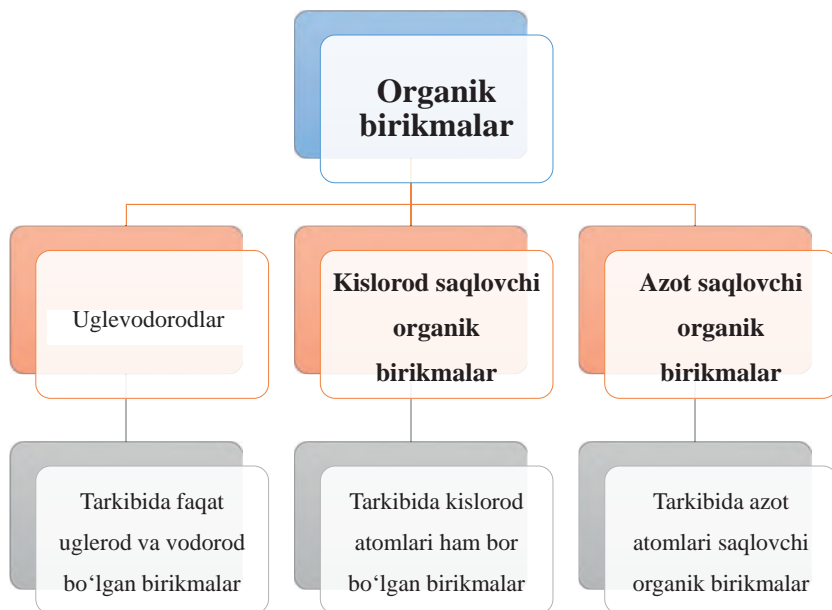 Organik
birikmalar
Uglevodorodlar
Kislorod saqlovchi
organik
birikmalar
Azot saqlovchi
organik
birikmalar
Tarkibida faqat
uglerod va vodorod
bo‘lgan birikmalar
Tarkibida kislorod
atomlari ham bor
bo‘lgan birikmalar
Tarkibida azot
atomlari saqlovchi
organik birikmalar